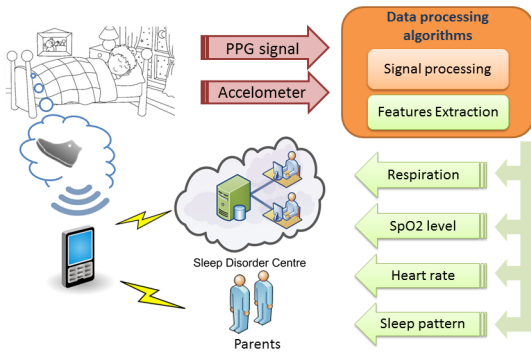 Data processing
algorithms
PPG signal
Signal processing
Accelometer
Features Extraction
Respiration
SpO2 level
Sleep Disorder Centre
Heart rate
Sleep pattern
Parents